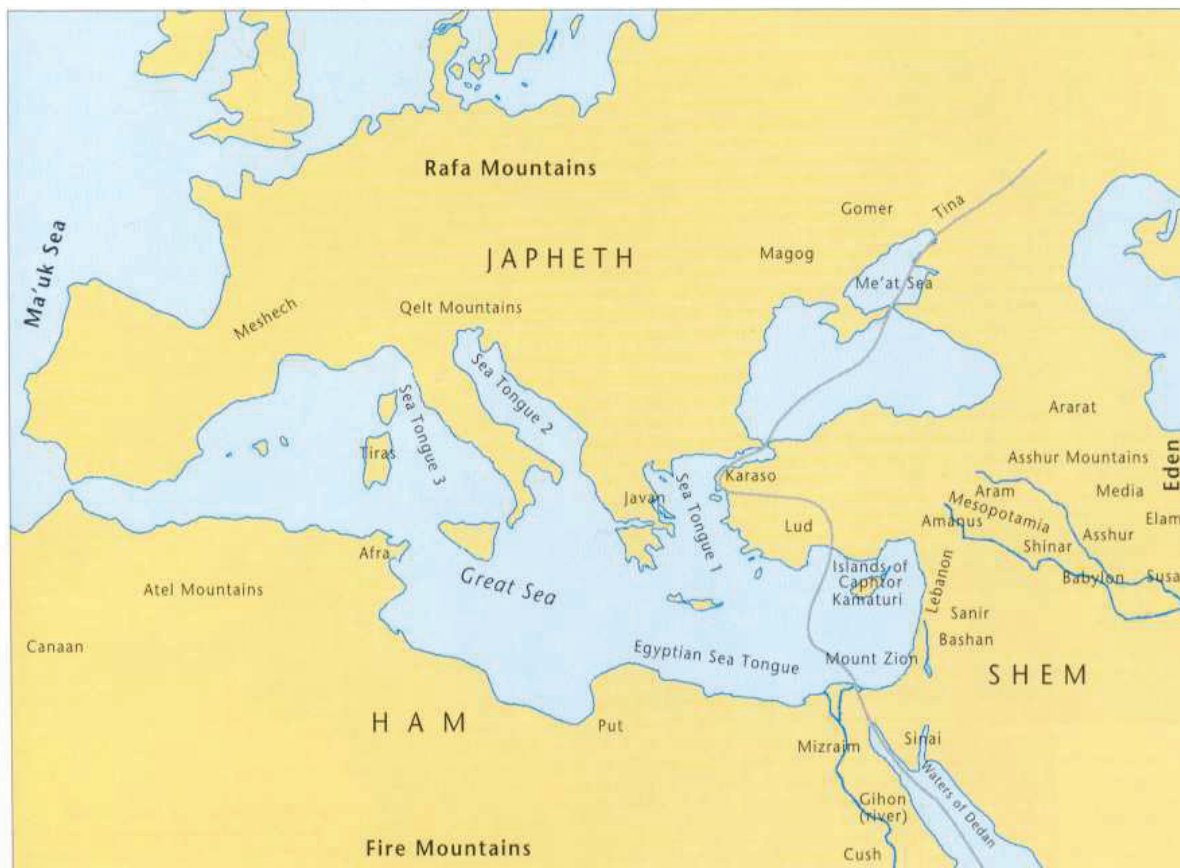 Rafa Mountains
Gomer
Tina
JAPHETH
Magog
Ma'uk Sea
Me'at Sea
Meshech
Qelt Mountains
Sea Tongue 2
Sea Tongue 3
Tiras
Ararat
Asshur Mountains
Eden
Karaso
Javan
Sea Tongue 1
Aram
Media
Mesopotamia
Amanus
Lud
Elam
Asshur
Shinar
Afra
Great Sea
Islands of
Caphtor
Kamaturi
Babylon
Susa
Atel Mountains
Lebanon
Sanir
Bashan
Canaan
Egyptian Sea Tongue
Mount Zion
SHEM
HAM
Put
Mizraim
Sinai
Waters of Dedan
Gihon
(river)
Fire Mountains
Cush